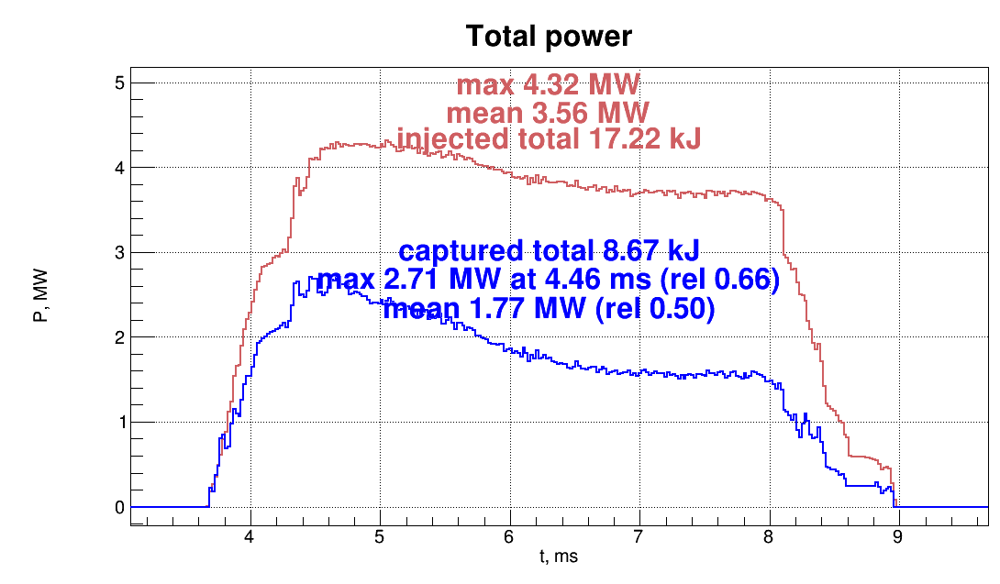 Total power
max 4.32 MW
mean 3.56 MW
injected total 17.22 kJ
captured total 8.67 kJ
max 2.71 MW at 4.46 ms (rel 0.66)
mean 1.77 MW (rel 0.50)
P, MW
5
4
3
2
1
0
4
5
6
7
8
9
t, ms